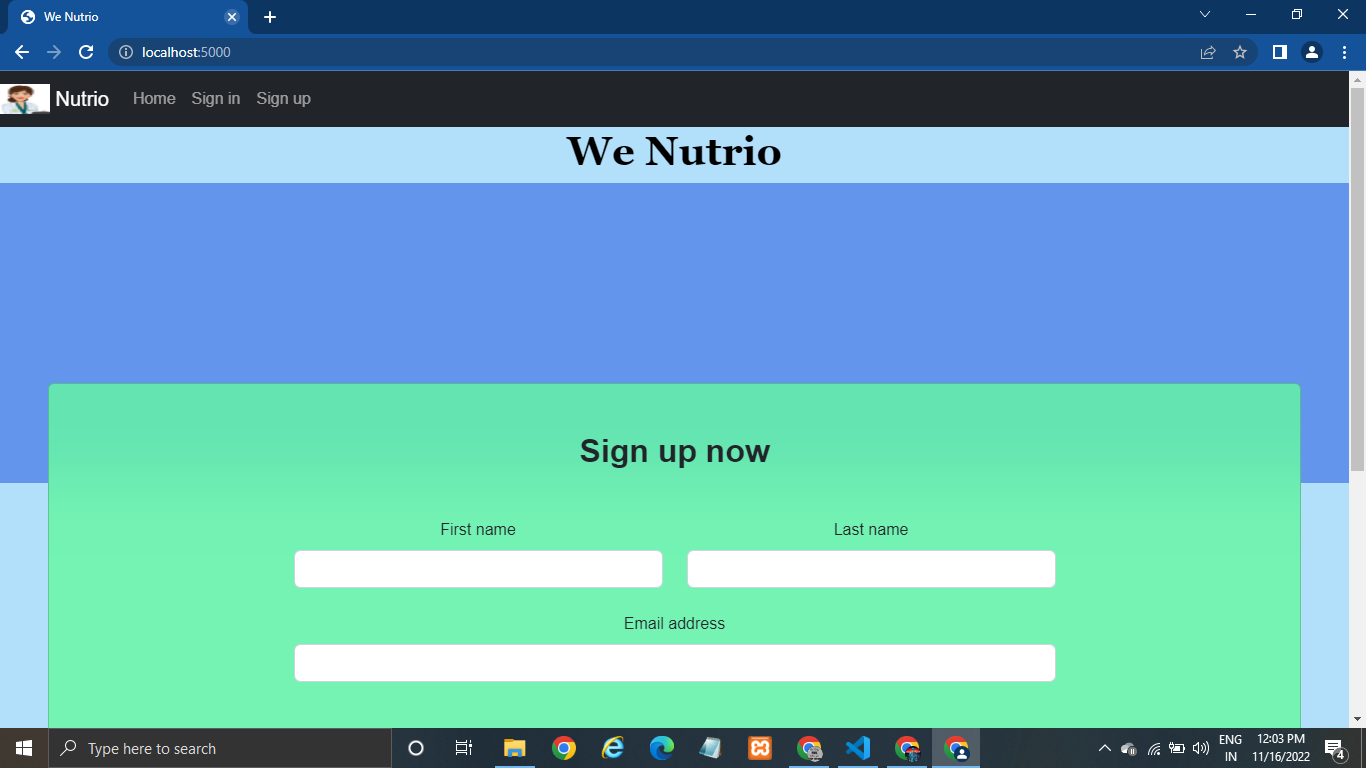 We Nutrio
localhost:5000
Nutrio Home Sign in Sign up
We Nutrio
Sign up now
First name Last name
Email address
Type here to search
ENG
IN
12:03 PM
11/16/2022
4